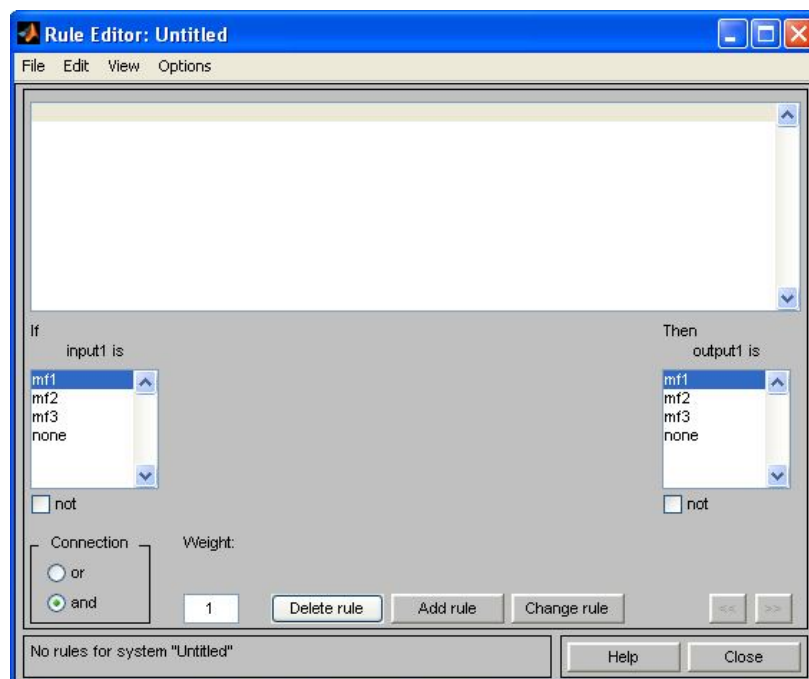 Rule Editor: Untitled
File Edit View Options
If
input1 is
mf1
mf2
mf3
none
not
Then
output1 is
mf1
mf2
mf3
none
not
Connection
or
and
Weight:
1
Delete rule
Add rule
Change rule
<<
>>
No rules for system "Untitled"
Help
Close